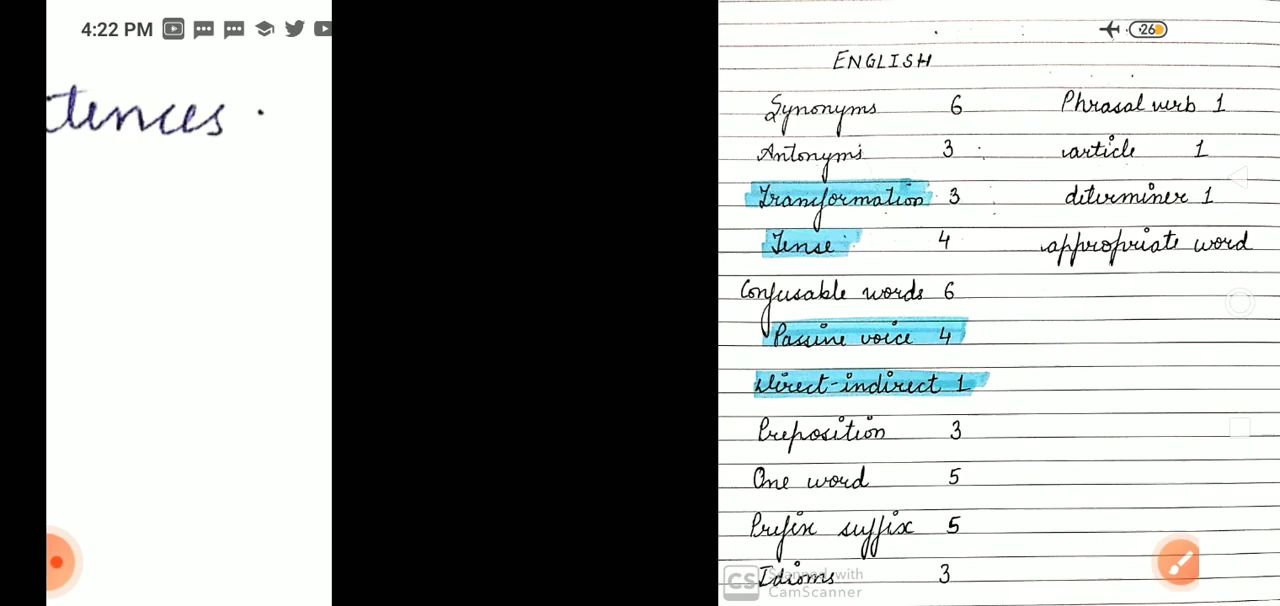 4:22 PM
tences.
26
ENGLISH
Synonyms 6
Antonyms 3
Transformation 3
Tense 4
Confusable words 6
Passive voice 4
Direct-indirect 1
Preposition 3
One word 5
Prefix suffix 5
Idioms 3
Phrasal verb 1
article 1
determiner 1
appropriate word
CS Scanned with
CamScanner